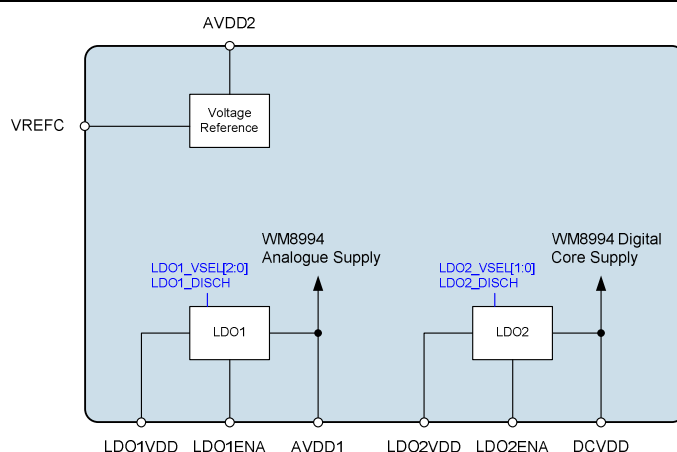 AVDD2
VREFC
Voltage
Reference
WM8994
Analogue Supply
LDO1_VSEL[2:0]
LDO1_DISCH
LDO1
WM8994 Digital
Core Supply
LDO2_VSEL[1:0]
LDO2_DISCH
LDO2
LDO1VDD LDO1ENA AVDD1 LDO2VDD LDO2ENA DCVDD